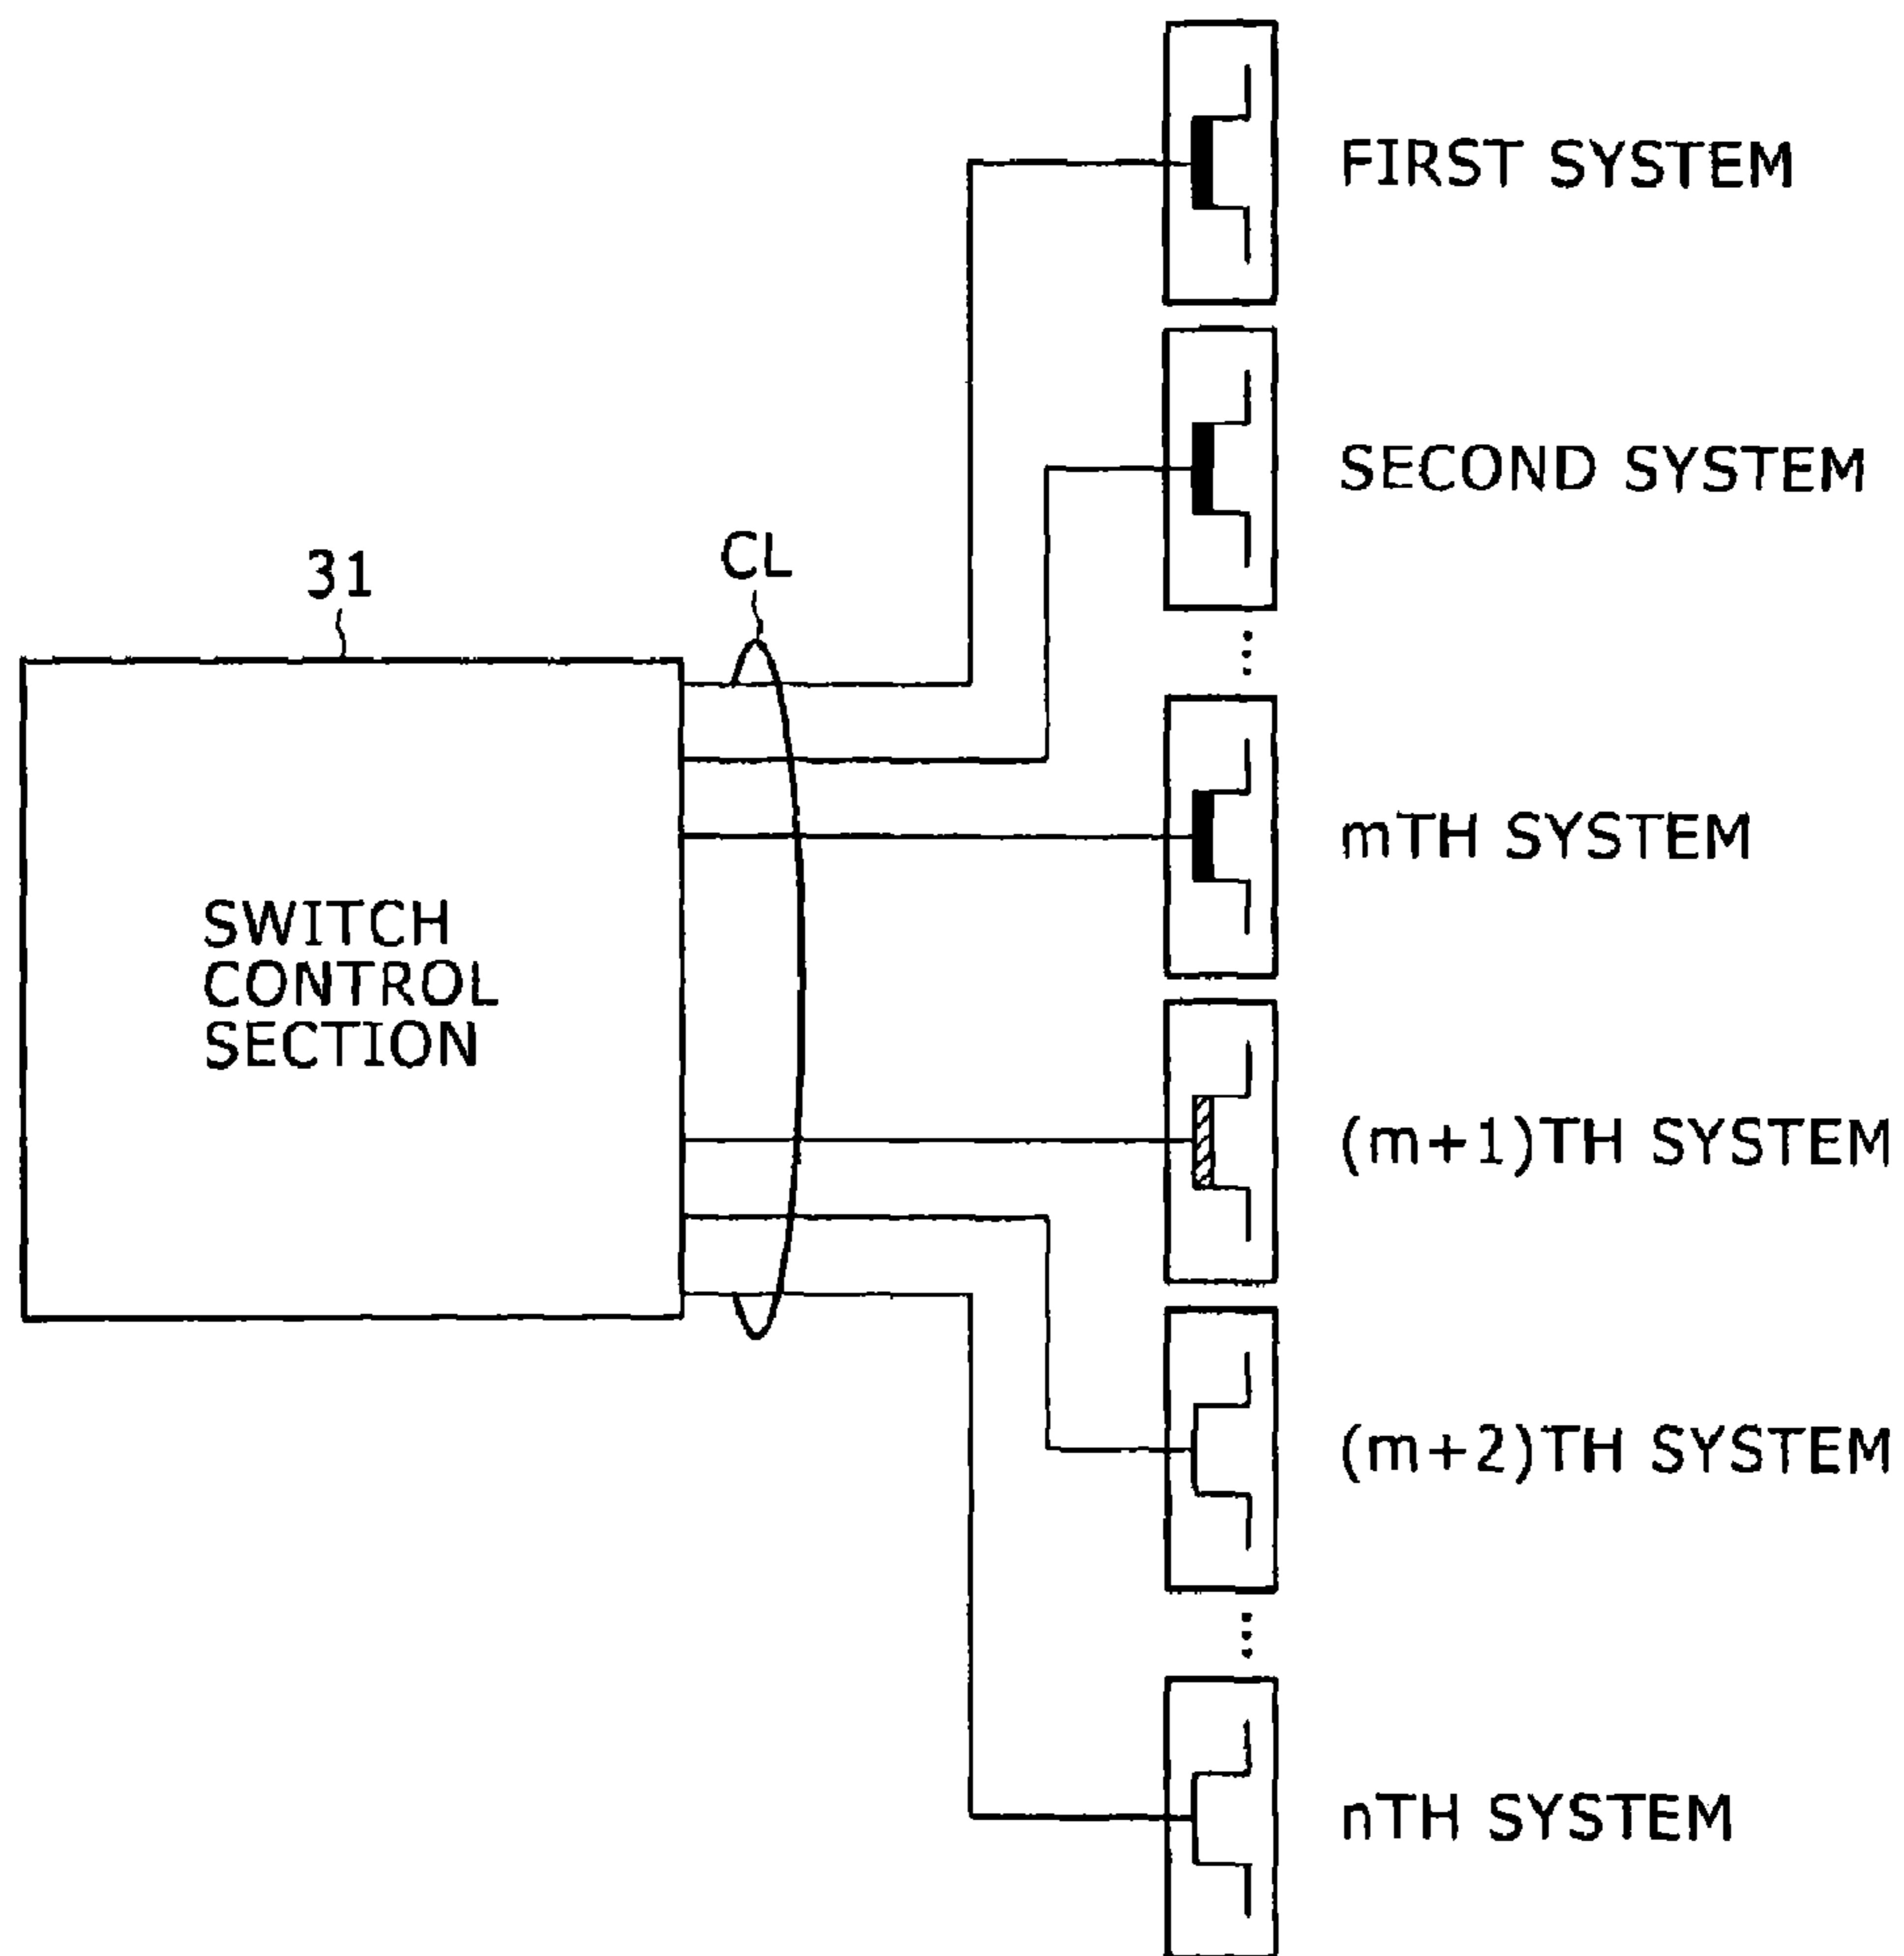 FIRST SYSTEM
SECOND SYSTEM
CL
31
mTH SYSTEM
SWITCH
CONTROL
SECTION
(m+1)TH SYSTEM
(m+2)TH SYSTEM
nTH SYSTEM